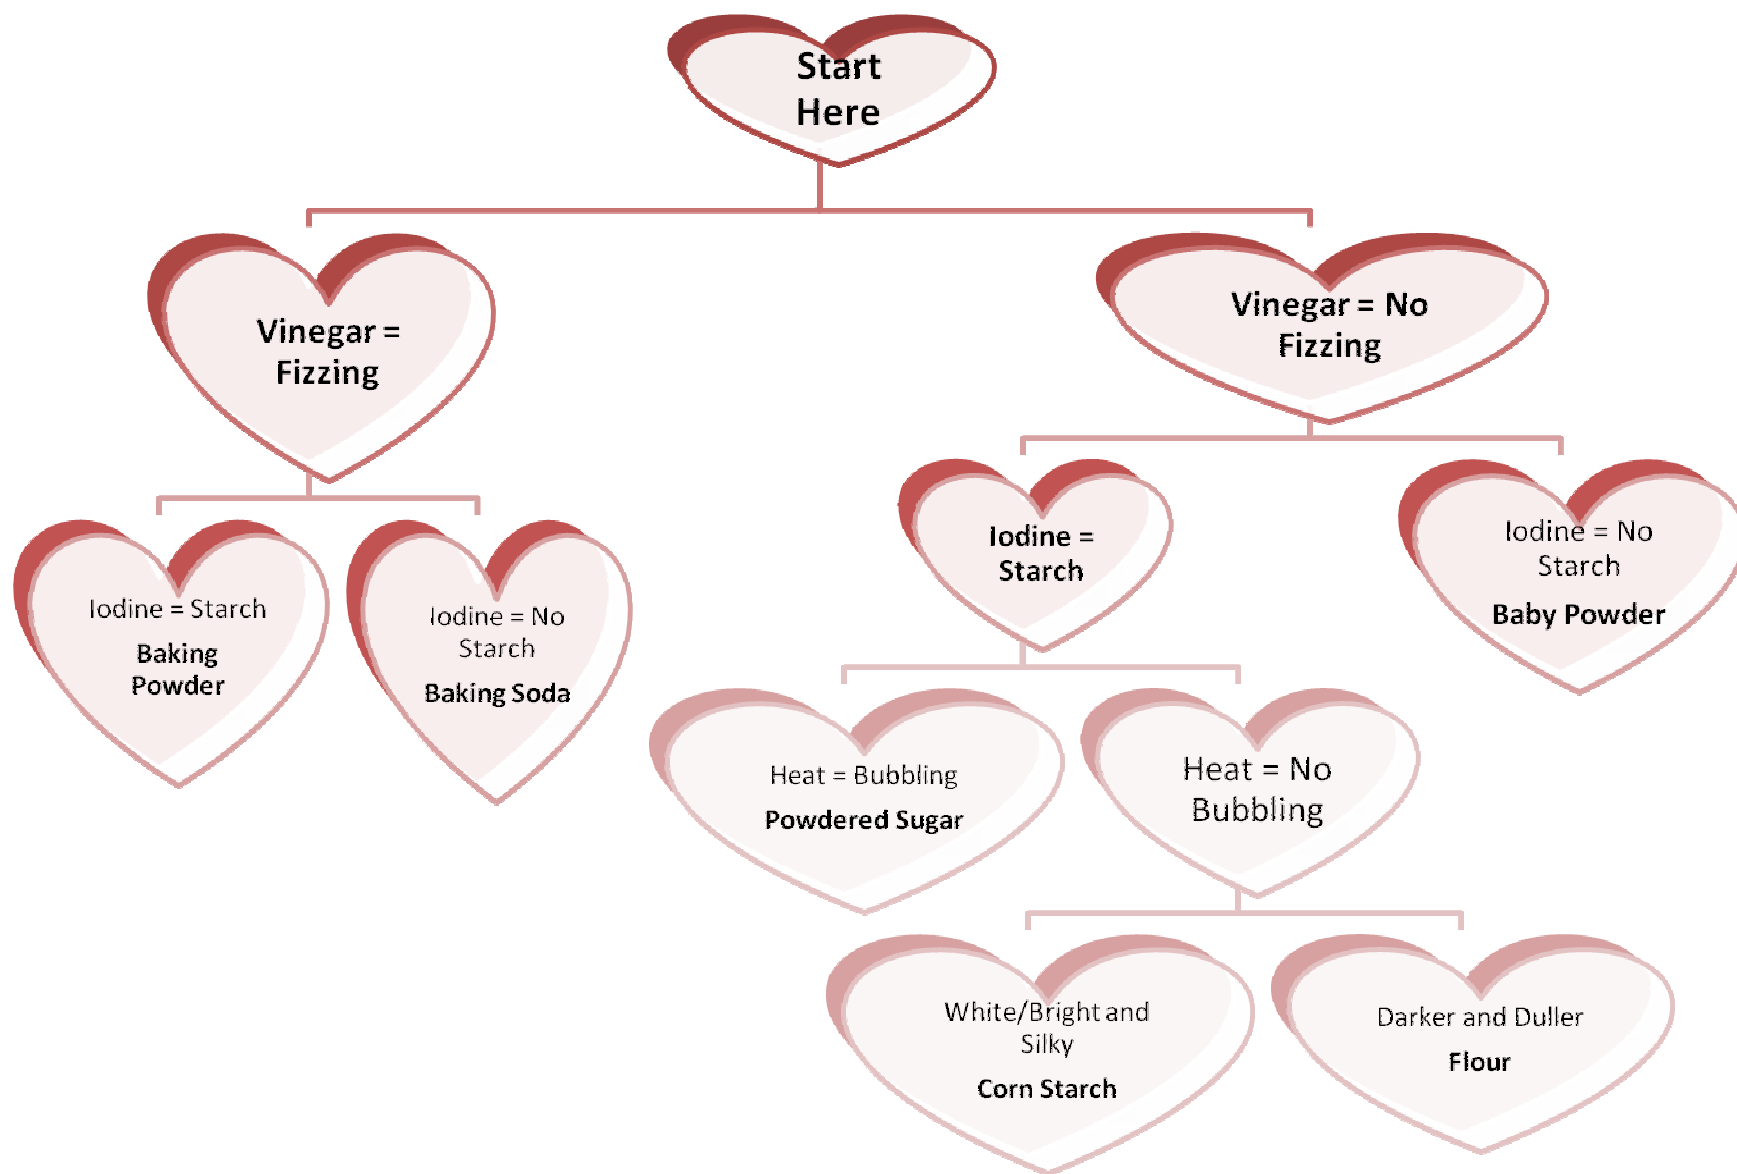 Start
Here
Vinegar =
Fizzing
Vinegar = No
Fizzing
Iodine = Starch
Baking
Powder
Iodine = No
Starch
Baking Soda
Iodine =
Starch
Iodine = No
Starch
Baby Powder
Heat = Bubbling
Powdered Sugar
Heat = No
Bubbling
White/Bright and
Silky
Corn Starch
Darker and Duller
Flour